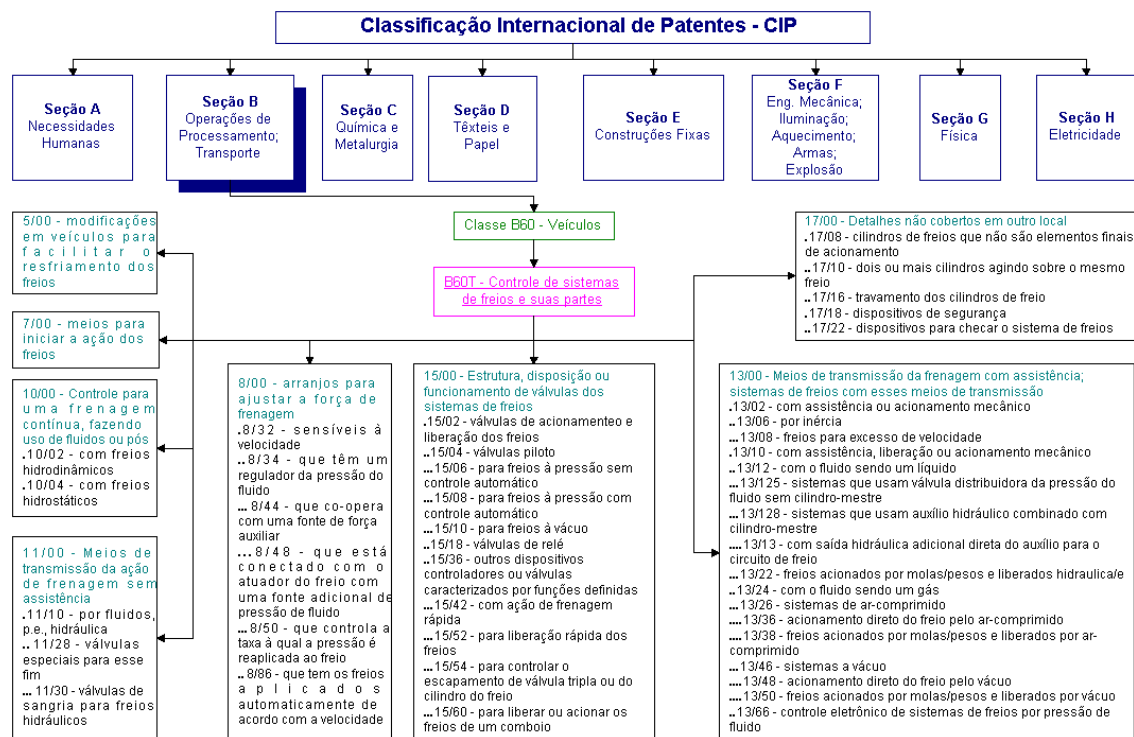 Classificação Internacional de Patentes - CIP
Seção A
Necessidades
Humanas
Seção B
Operações de
Processamento;
Transporte
Seção C
Química e
Metalurgia
Seção D
Têxteis e
Papel
Seção E
Construções Fixas
Seção F
Eng. Mecânica;
Iluminação;
Aquecimento;
Armas;
Explosão
Seção G
Física
Seção H
Eletricidade
Classe B60 - Veículos
B60T - Controle de sistemas
de freios e suas partes
5/00 - modificações
em veículos para
facilitar o
resfriamento dos
freios
7/00 - meios para
iniciar a ação dos
freios
10/00 - Controle para
uma frenagem
contínua, fazendo
uso de fluidos ou pós
.10/02 - com freios
hidrodinâmicos
.10/04 - com freios
hidrostáticos
11/00 - Meios de
transmissão da ação
de frenagem sem
assistência
.11/10 - por fluidos,
p.e., hidráulica
..11/28 - válvulas
especiais para esse
fim
...11/30 - válvulas de
sangria para freios
hidráulicos
8/00 - arranjos para
ajustar a força de
frenagem
.8/32 - sensíveis à
velocidade
..8/34 - que têm um
regulador da pressão do
fluido
...8/44 - que co-opera
com uma fonte de força
auxiliar
...8/48 - que está
conectado com o
atuador do freio com
uma fonte adicional de
pressão de fluido
...8/50 - que controla a
taxa à qual a pressão é
reaplicada ao freio
..8/86 - que tem os freios
aplicados
automaticamente de
acordo com a velocidade
15/00 - Estrutura, disposição ou
funcionamento de válvulas dos
sistemas de freios
.15/02 - válvulas de acionamenteo e
liberação dos freios
..15/04 - válvulas piloto
...15/06 - para freios à pressão sem
controle automático
...15/08 - para freios à pressão com
controle automático
...15/10 - para freios à vácuo
..15/18 - válvulas de relé
..15/36 - outros dispositivos
controladores ou válvulas
caracterizados por funções definidas
...15/42 - com ação de frenagem
rápida
...15/52 - para liberação rápida dos
freios
...15/54 - para controlar o
escapamento de válvula tripla ou do
cilindro do freio
...15/60 - para liberar ou acionar os
freios de um comboio
17/00 - Detalhes não cobertos em outro local
.17/08 - cilindros de freios que não são elementos finais
de acionamento
..17/10 - dois ou mais cilindros agindo sobre o mesmo
freio
..17/16 - travamento dos cilindros de freio
.17/18 - dispositivos de segurança
..17/22 - dispositivos para checar o sistema de freios
13/00 - Meios de transmissão da frenagem com assistência;
sistemas de freios com esses meios de transmissão
.13/02 - com assistência ou acionamento mecânico
..13/06 - por inércia
...13/08 - freios para excesso de velocidade
.13/10 - com assistência, liberação ou acionamento mecânico
..13/12 - com o fluido sendo um líquido
...13/125 - sistemas que usam válvula distribuidora da pressão do
fluido sem cilindro-mestre
...13/128 - sistemas que usam auxílio hidráulico combinado com
cilindro-mestre
....13/13 - com saída hidráulica adicional direta do auxílio para o
circuito de freio
...13/22 - freios acionados por molas/pesos e liberados hidraulica/e
..13/24 - com o fluido sendo um gás
...13/26 - sistemas de ar-comprimido
....13/36 - acionamento direto do freio pelo ar-comprimido
....13/38 - freios acionados por molas/pesos e liberados por ar-
comprimido
...13/46 - sistemas a vácuo
....13/48 - acionamento direto do freio pelo vácuo
....13/50 - freios acionados por molas/pesos e liberados por vácuo
..13/66 - controle eletrônico de sistemas de freios por pressão de
fluido